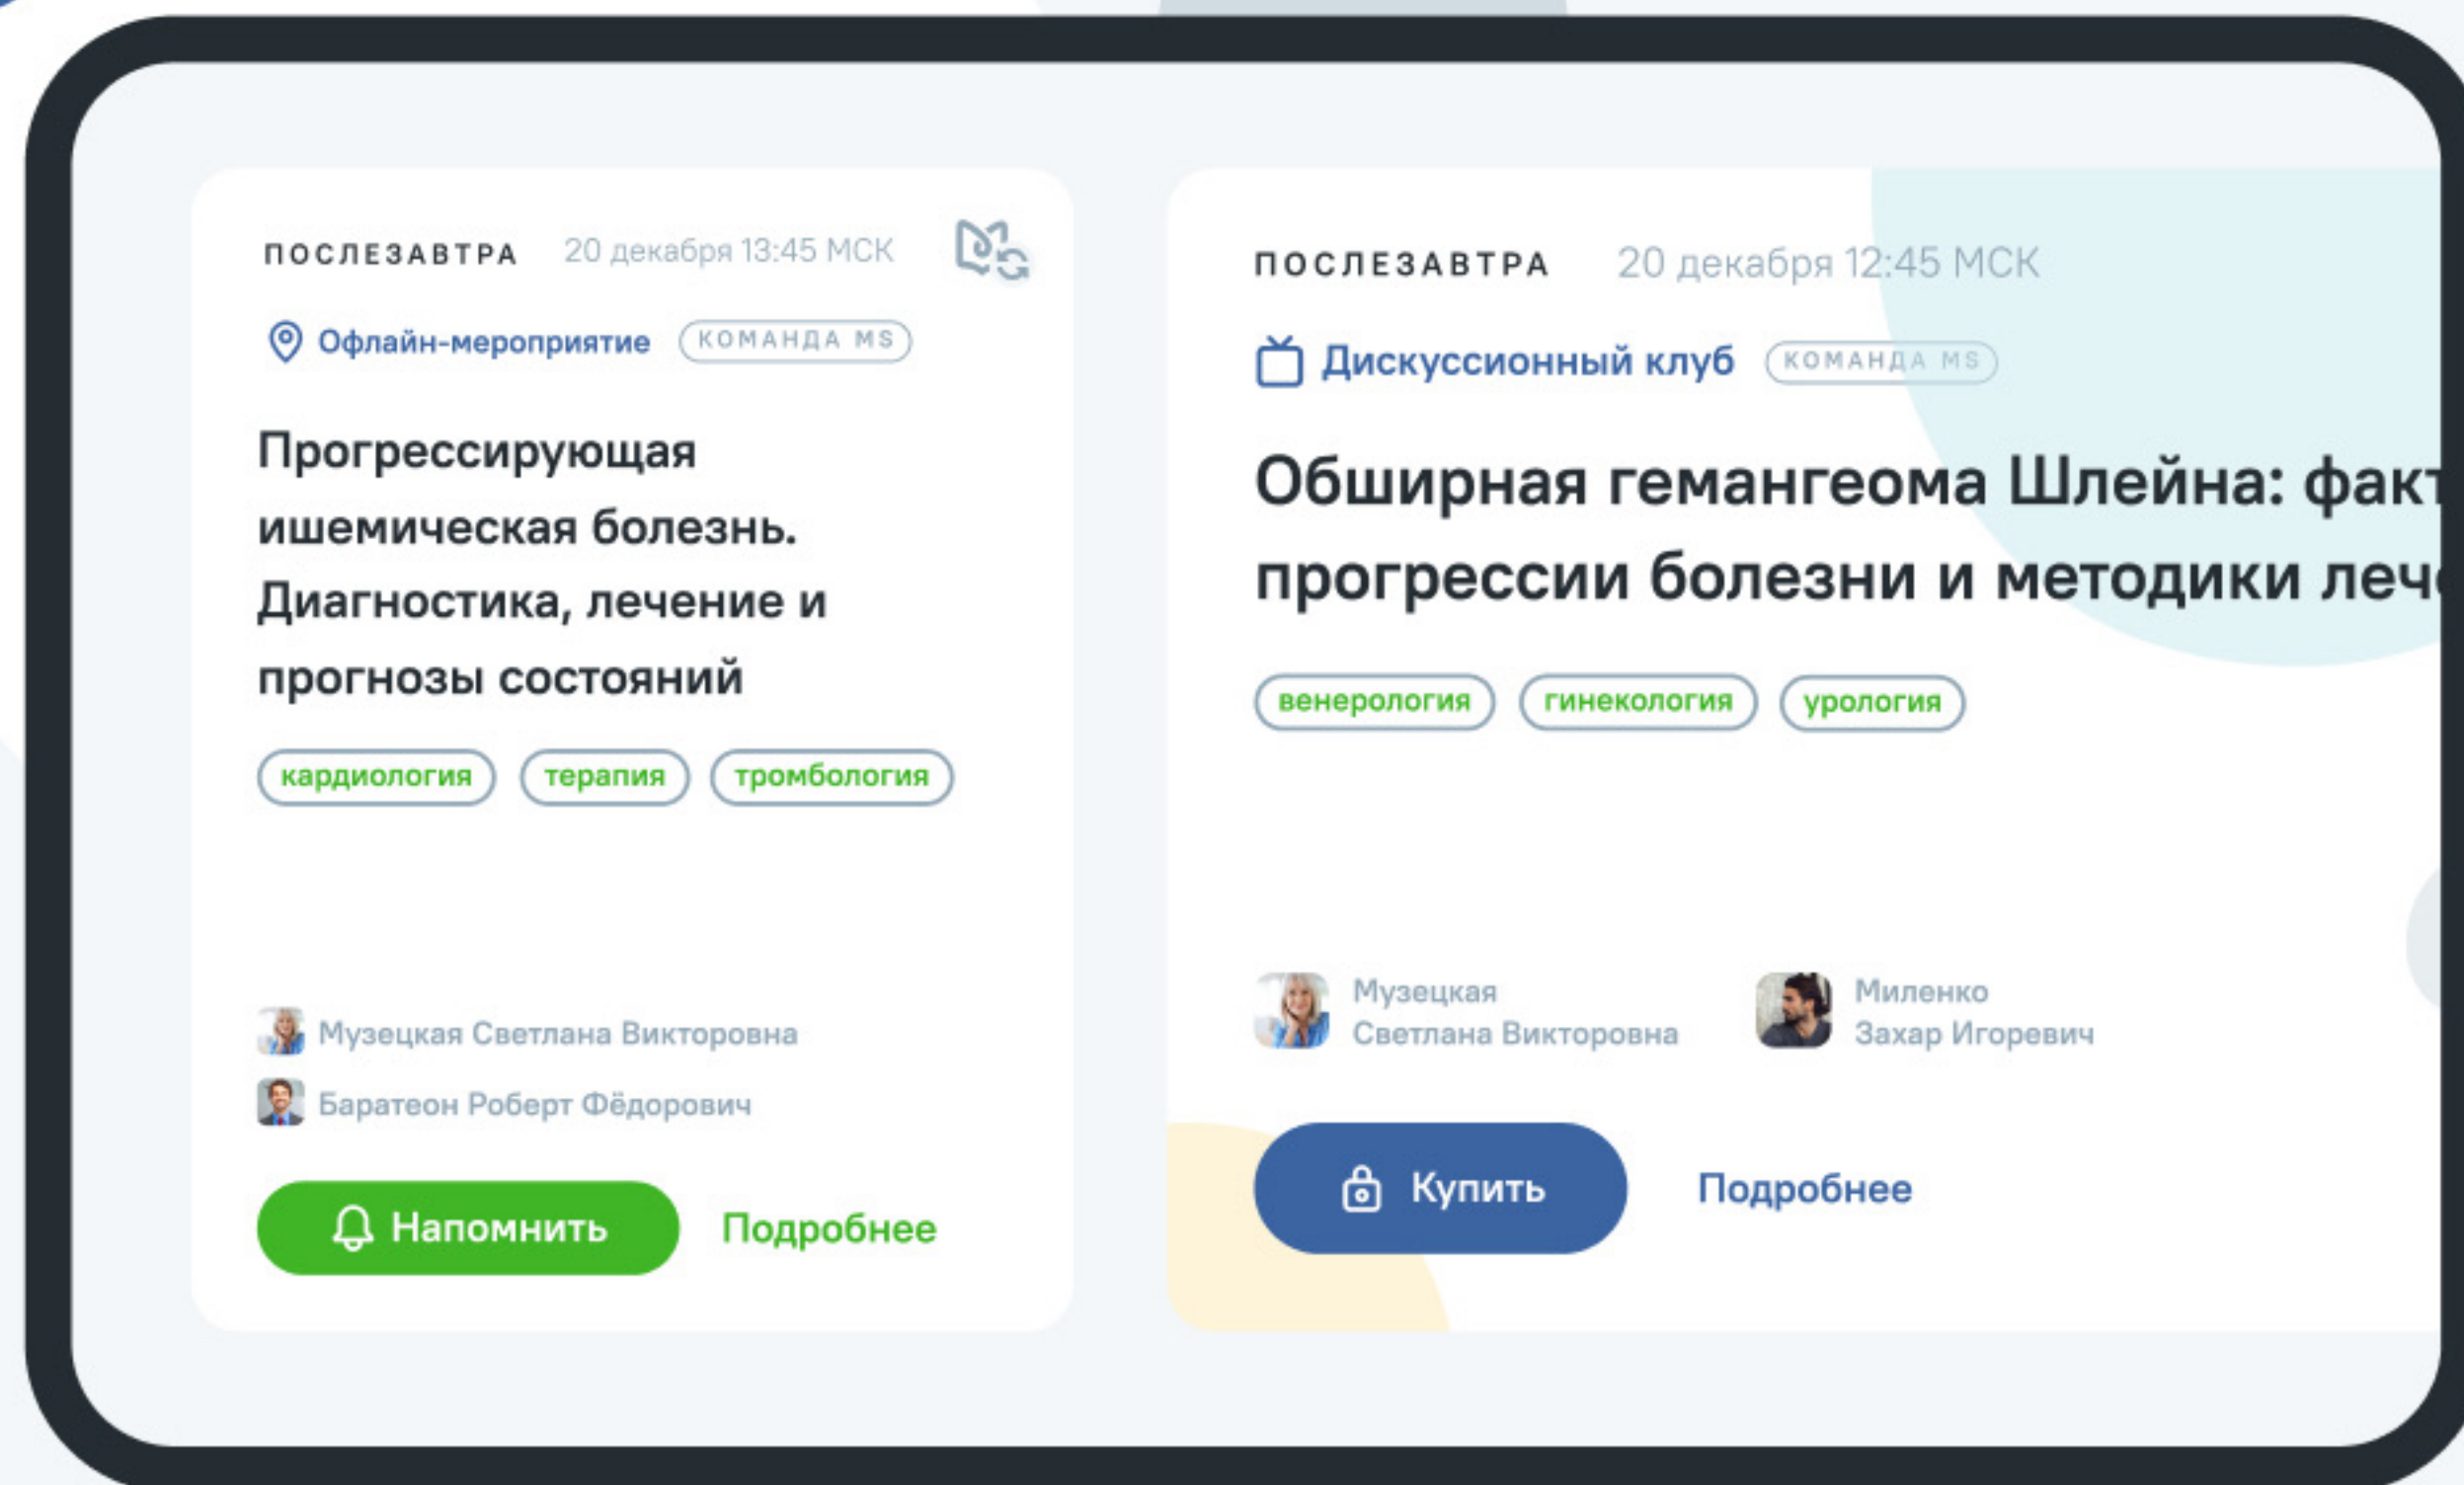 ПОСЛЕЗАВТРА 20 декабря 13:45 МСК
Офлайн-мероприятие КОМАНДА MS
Прогрессирующая
ишемическая болезнь.
Диагностика, лечение и
прогнозы состояний
кардиология терапия тромбология
Музецкая Светлана Викторовна
Баратеон Роберт Фёдорович
Напомнить Подробнее
ПОСЛЕЗАВТРА 20 декабря 12:45 МСК
Дискуссионный клуб КОМАНДА MS
Обширная гемангеома Шлейна:
прогрессии болезни и методики
венерология гинекология урология
Музецкая
Светлана Викторовна
Миленко
Захар Игоревич
Купить Подробнее